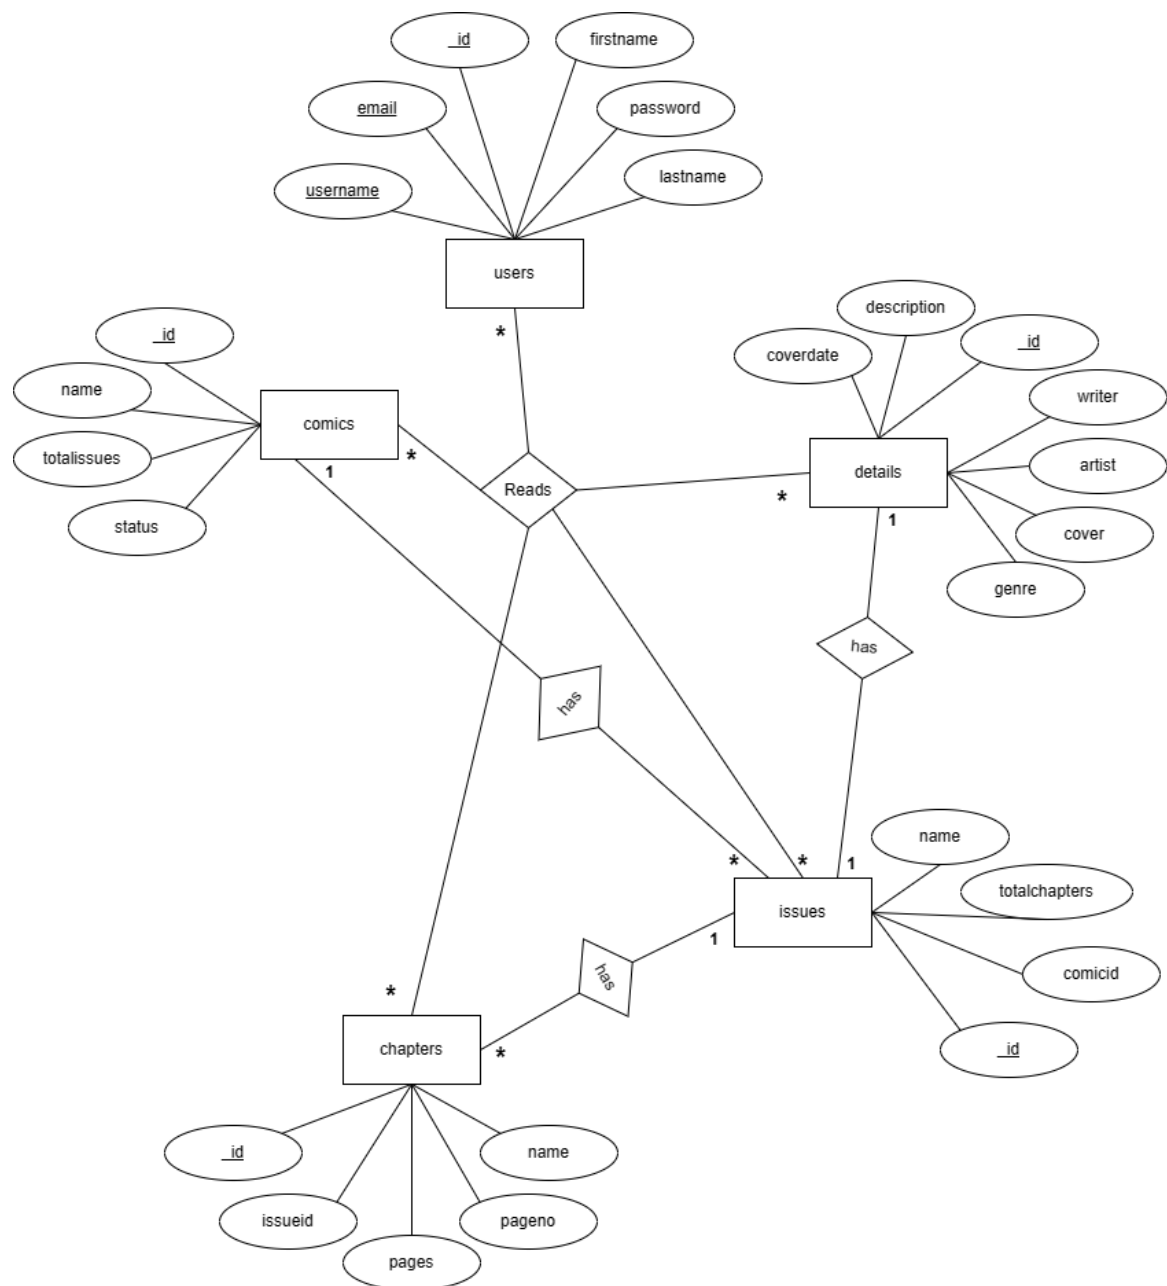 _id
firstname
email
password
username
lastname
users
*
description
_id
coverdate
_id
name
writer
comics
totalissues
*
1
artist
details
Reads
*
1
status
cover
genre
has
has
name
*
*
1
totalchapters
issues
1
comicid
has
*
*
chapters
_id
_id
name
issueid
pageno
pages